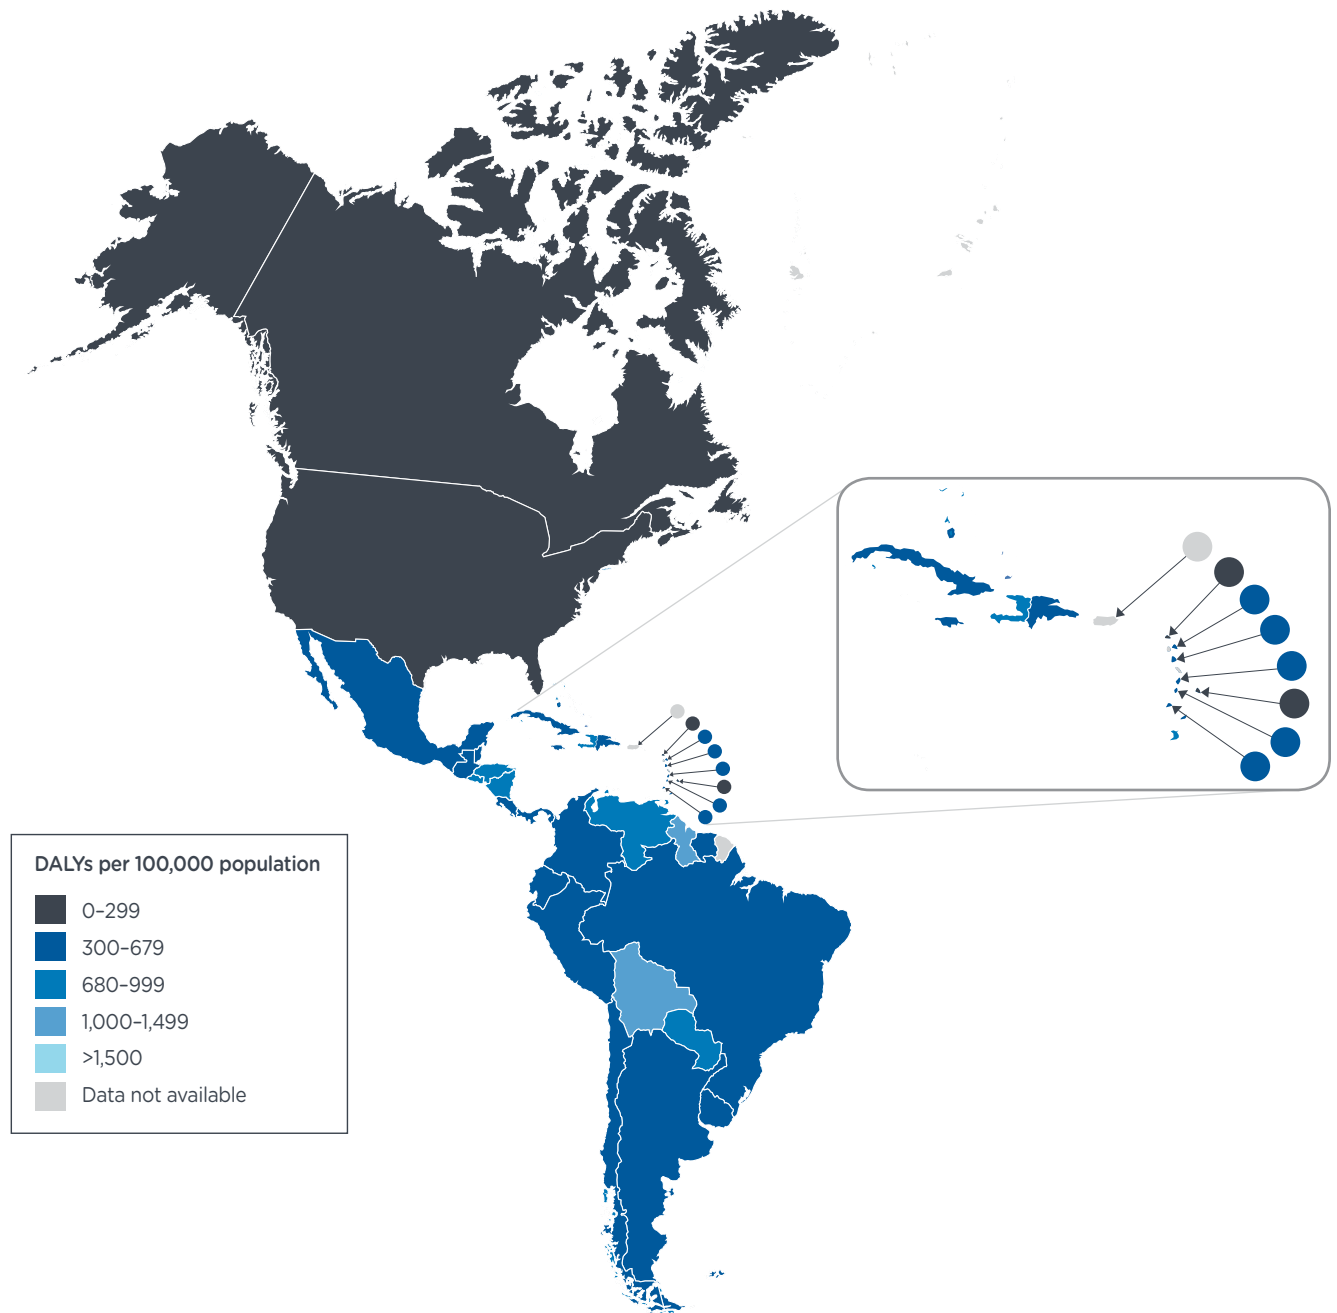 DALYs per 100,000 population
0–299
300–679
680–999
1,000–1,499
>1,500
Data not available